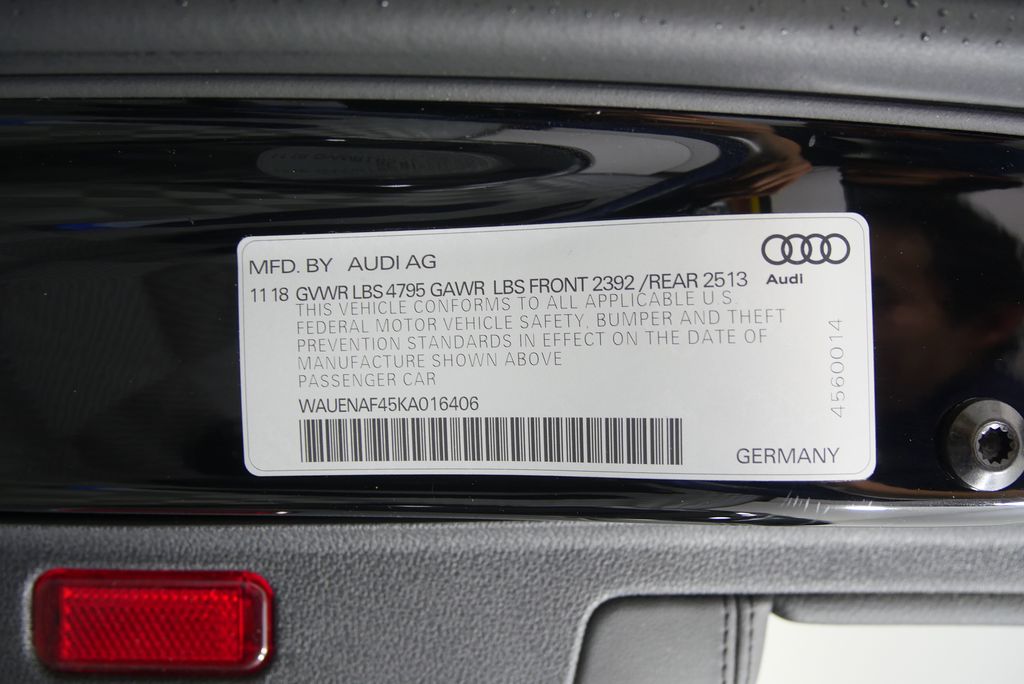 MFD. BY AUDI AG
Audi
11 18 GVWR LBS 4795 GAWR LBS FRONT 2392 /REAR 2513
THIS VEHICLE CONFORMS TO ALL APPLICABLE U.S.
FEDERAL MOTOR VEHICLE SAFETY, BUMPER AND THEFT
PREVENTION STANDARDS IN EFFECT ON THE DATE OF
MANUFACTURE SHOWN ABOVE
PASSENGER CAR
WAUENAF45KA016406
4560014
GERMANY